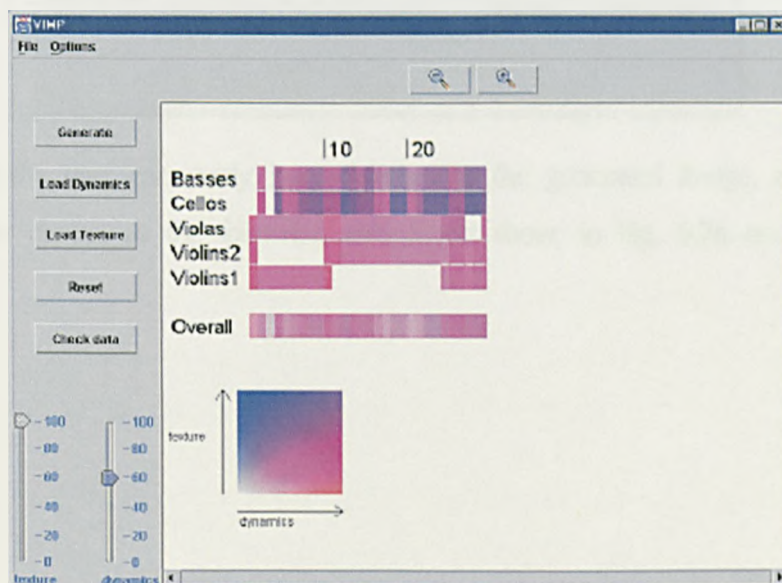 VIMP
File Options
Generate
Load Dynamics
Load Texture
Reset
Check data
|10 |20
Basses
Cellos
Violas
Violins2
Violins1
Overall
texture
dynamics
100 100
80 80
60 60
40 40
20 20
0 0
texture dynamics